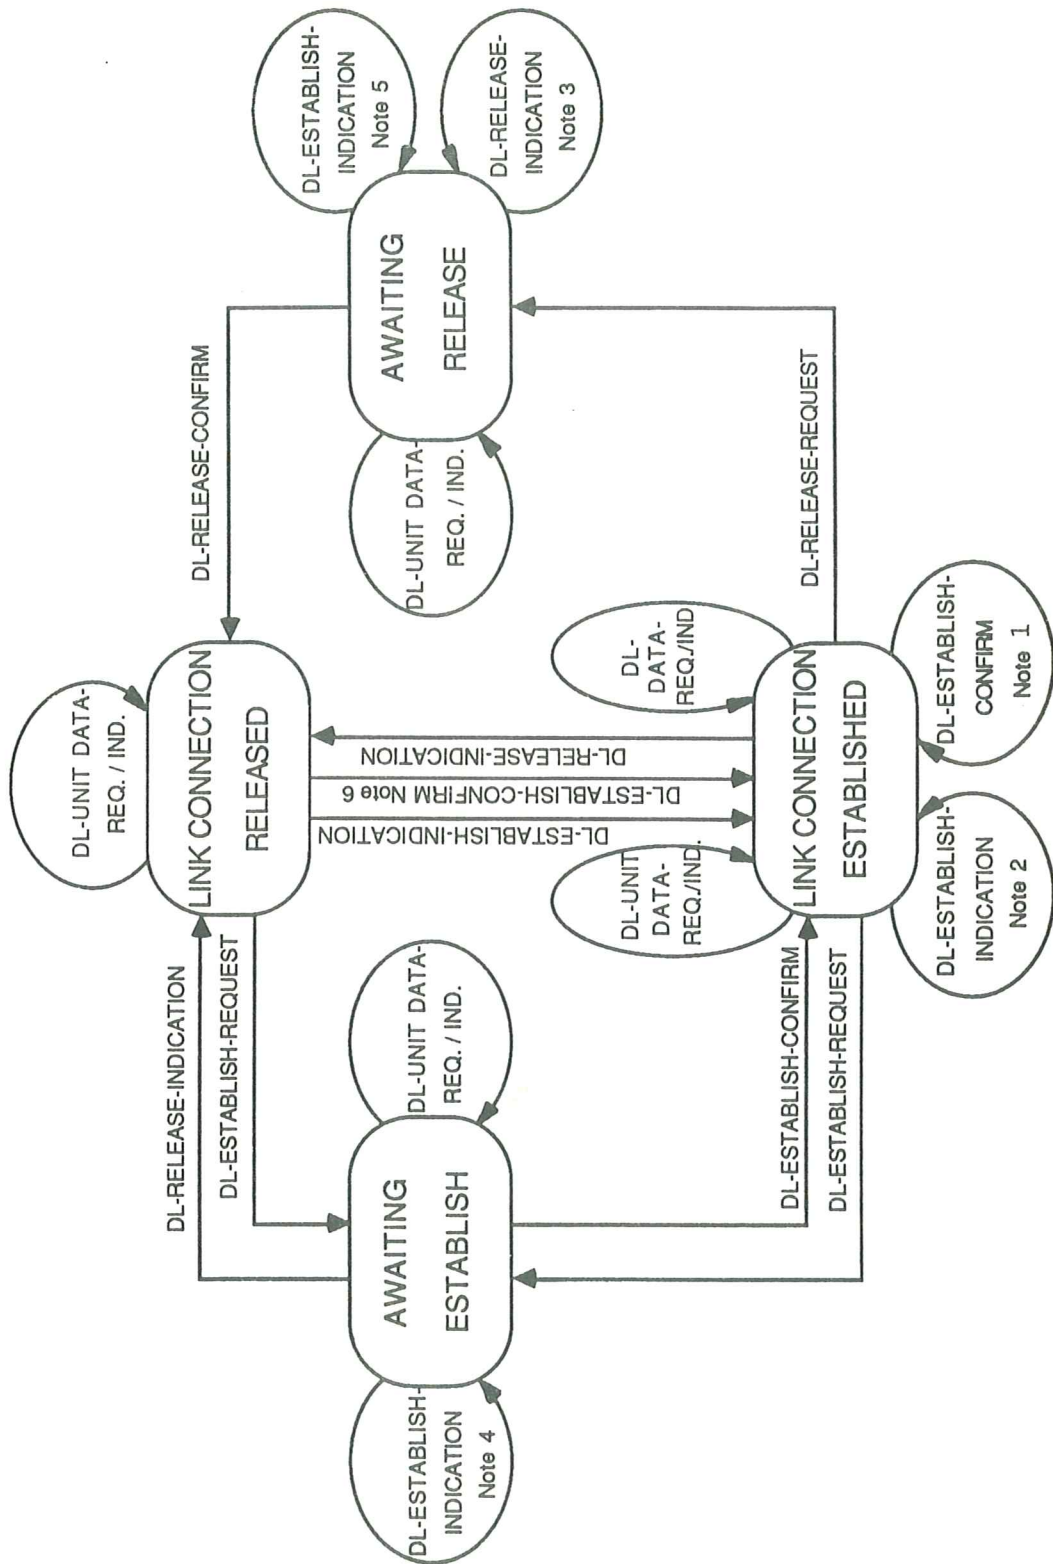 DL-UNIT DATA-
REQ. / IND.
LINK CONNECTION
RELEASED
DL-RELEASE-INDICATION
DL-ESTABLISH-REQUEST
DL-RELEASE-CONFIRM
DL-ESTABLISH-
INDICATION
Note 4
AWAITING
ESTABLISH
DL-UNIT DATA-
REQ. / IND.
DL-ESTABLISH-INDICATION
DL-ESTABLISH-CONFIRM Note 6
DL-RELEASE-INDICATION
DL-UNIT DATA-
REQ. / IND.
AWAITING
RELEASE
DL-ESTABLISH-
INDICATION
Note 5
DL-RELEASE-
INDICATION
Note 3
DL-UNIT
DATA-
REQ./IND.
DL-
DATA-
REQ./IND
DL-ESTABLISH-CONFIRM
DL-ESTABLISH-REQUEST
LINK CONNECTION
ESTABLISHED
DL-RELEASE-REQUEST
DL-ESTABLISH-
INDICATION
Note 2
DL-ESTABLISH-
CONFIRM
Note 1